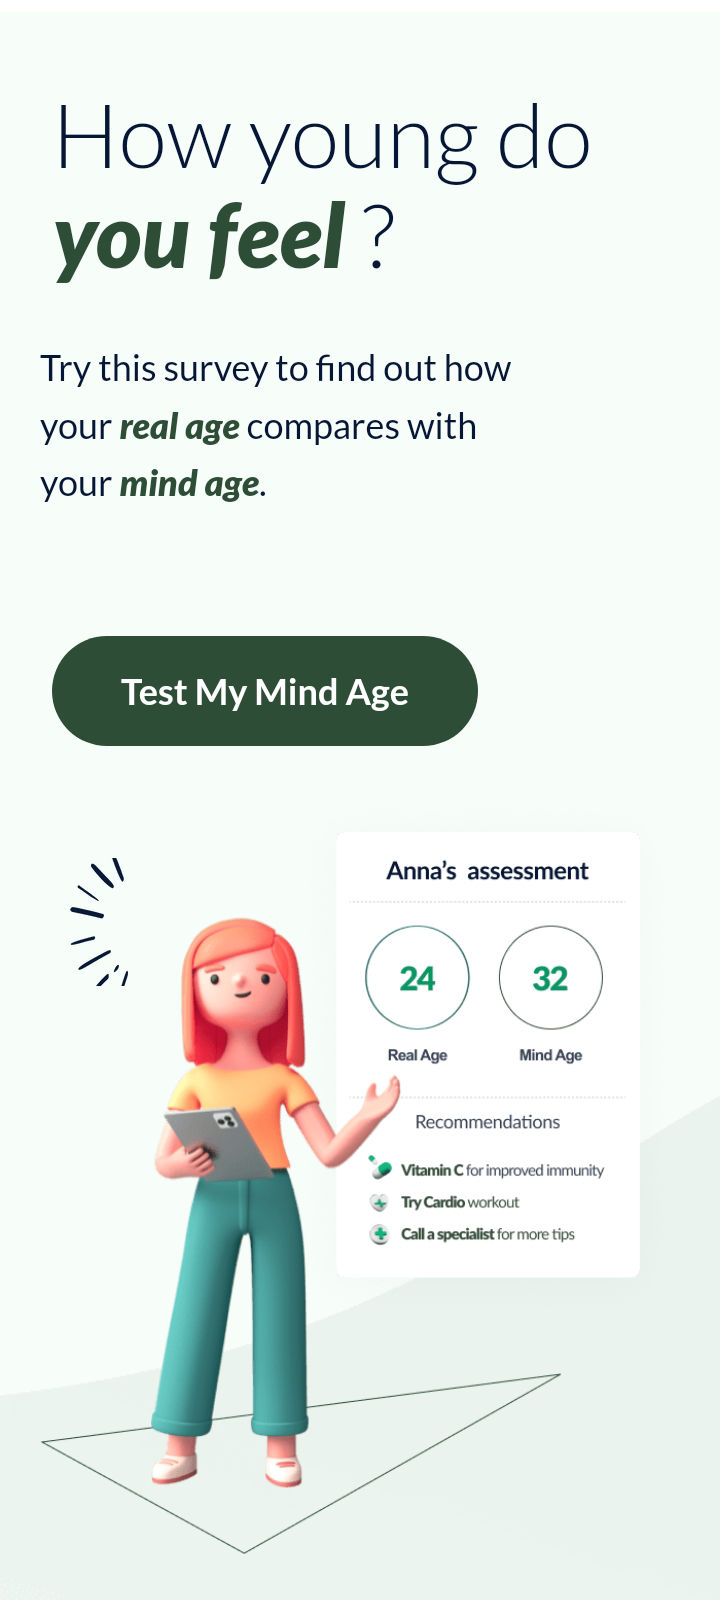 How young do
you feel ?
Try this survey to find out how
your real age compares with
your mind age.
Test My Mind Age
Anna's assessment
24 32
Real Age Mind Age
Recommendations
Vitamin C for improved immunity
Try Cardio workout
Call a specialist for more tips